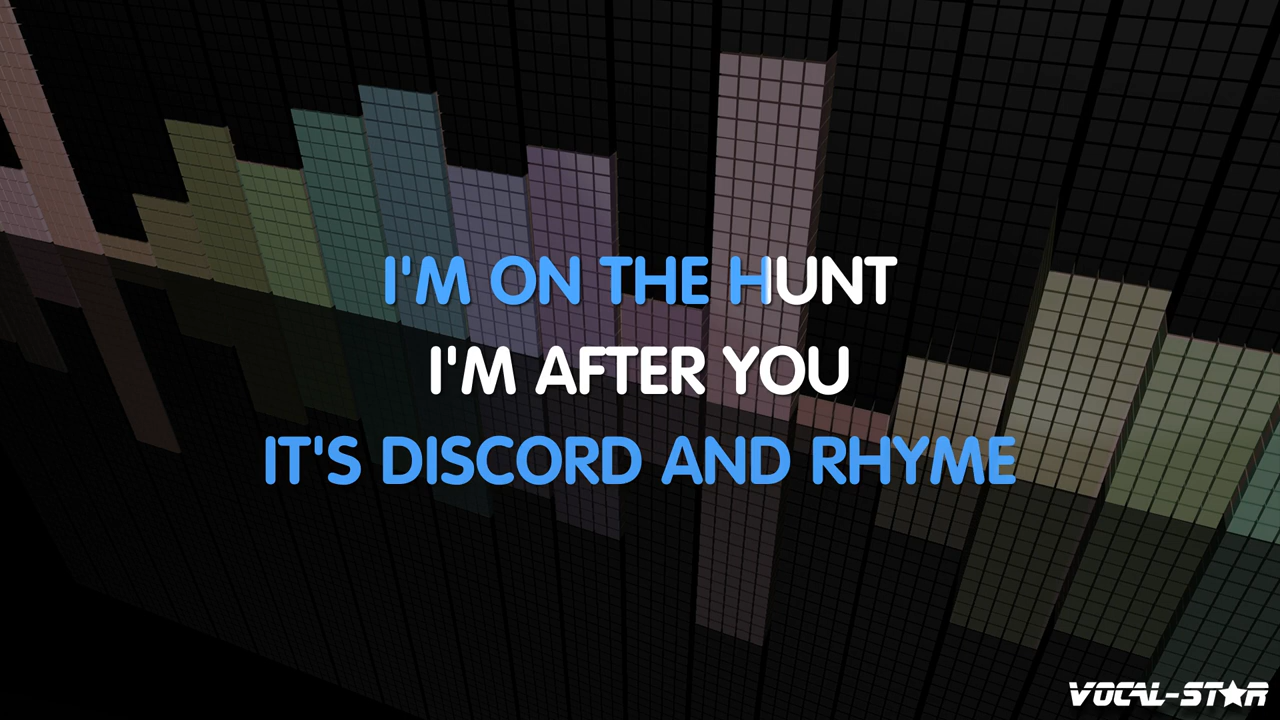 I'M ON THE HUNT
I'M AFTER YOU
IT'S DISCORD AND RHYME
VOCAL-STAR